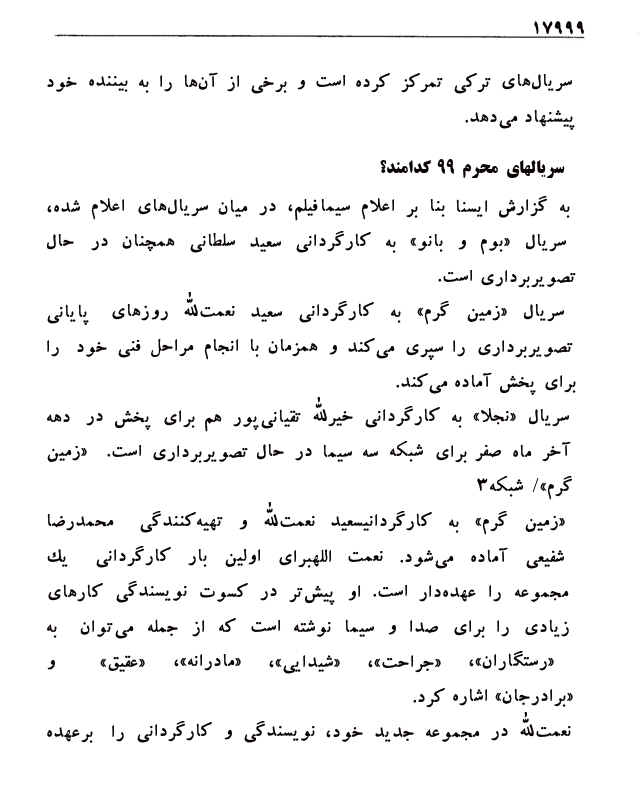 ۱۷۹۹۹
سریال‌های ترکی تمرکز کرده است و برخی از آن‌ها را به بیننده خود
پیشنهاد می‌دهد.
سریالهای محرم ۹۹ کدامند؟
به گزارش ایسنا بنا بر اعلام سیمافیلم، در میان سریال‌های اعلام شده،
سریال «بوم و بانو» به کارگردانی سعید سلطانی همچنان در حال
تصویربرداری است.
سریال «زمین گرم» به کارگردانی سعید نعمت‌الله روزهای پایانی
تصویربرداری را سپری می‌کند و همزمان با انجام مراحل فنی خود را
برای پخش آماده می‌کند.
سریال «نجلا» به کارگردانی خیرالله تقیانی‌پور هم برای پخش در دهه
آخر ماه صفر برای شبکه سه سیما در حال تصویربرداری است. «زمین
گرم»/ شبکه۳
«زمین گرم» به کارگردانیسعید نعمت‌الله و تهیه‌کنندگی محمدرضا
شفیعی آماده می‌شود. نعمت اللهبرای اولین بار کارگردانی یك
مجموعه را عهده‌دار است. او پیش‌تر در کسوت نویسندگی کارهای
زیادی را برای صدا و سیما نوشته است که از جمله می‌توان به
«رستگاران»، «جراحت»، «شیدایی»، «مادرانه»، «عقیق» و
«برادرجان» اشاره کرد.
نعمت‌الله در مجموعه جدید خود، نویسندگی و کارگردانی را برعهده